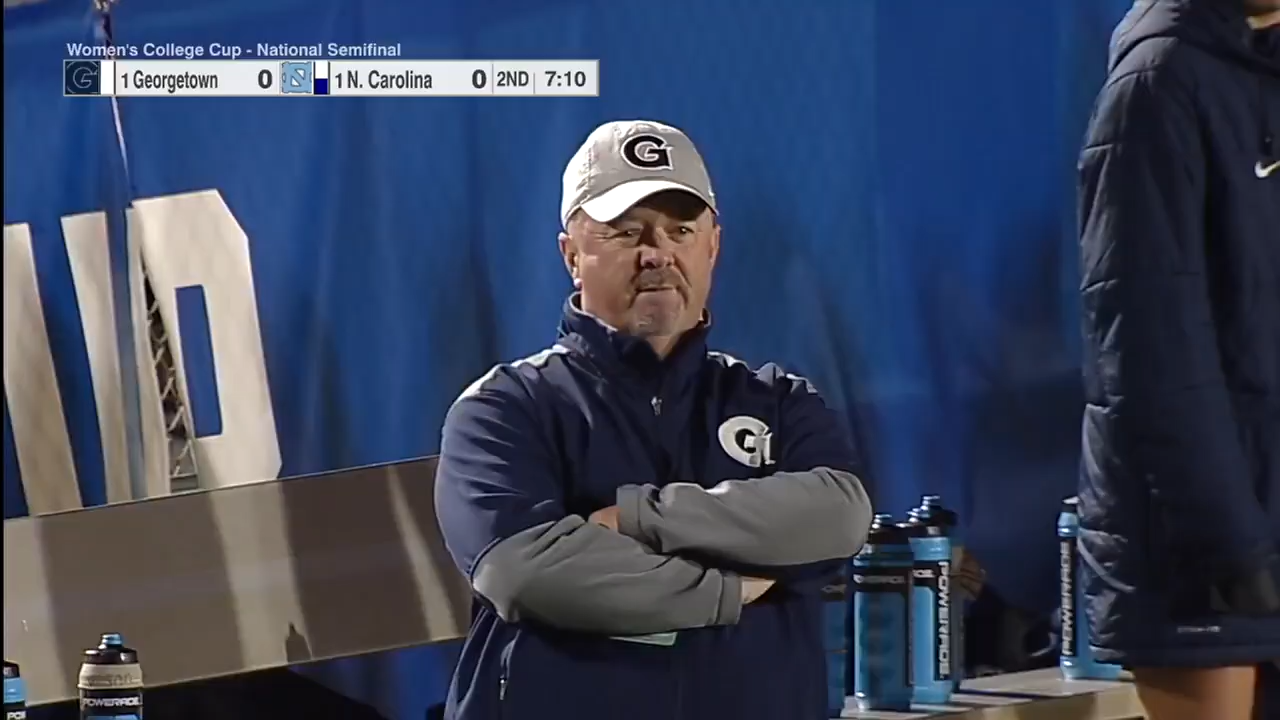 Women's College Cup - National Semifinal
G 1 Georgetown 0 N 1 N. Carolina 0 2ND 7:10
G
G
POWERADE
POWERADE
POWERADE